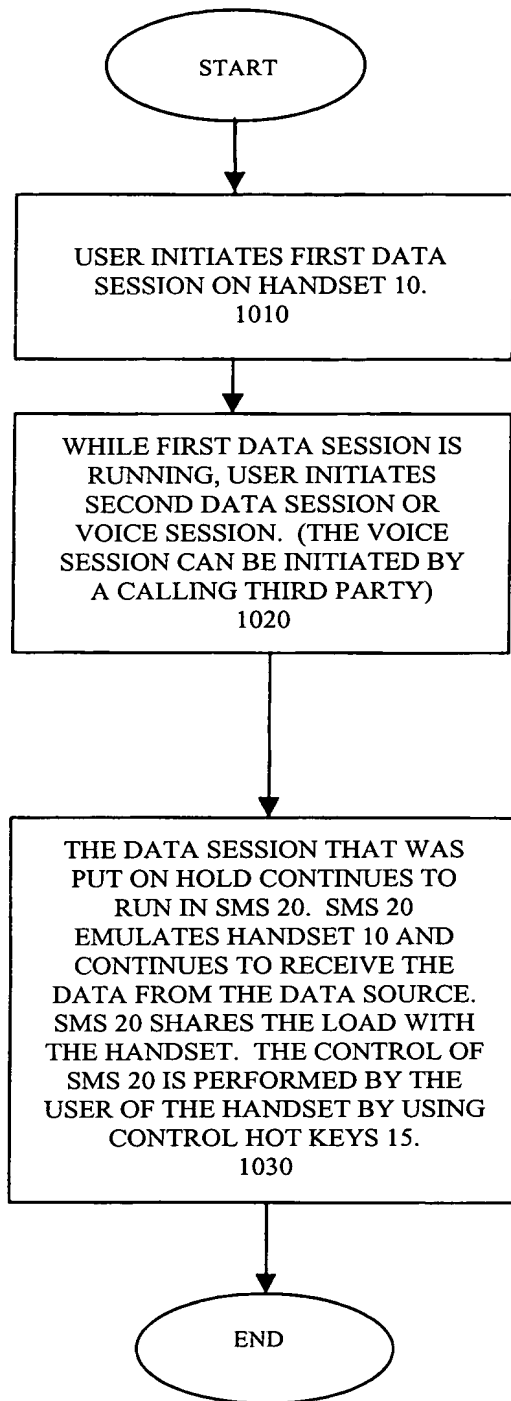 START
USER INITIATES FIRST DATA
SESSION ON HANDSET 10.
1010
WHILE FIRST DATA SESSION IS
RUNNING, USER INITIATES
SECOND DATA SESSION OR
VOICE SESSION. (THE VOICE
SESSION CAN BE INITIATED BY
A CALLING THIRD PARTY)
1020
THE DATA SESSION THAT WAS
PUT ON HOLD CONTINUES TO
RUN IN SMS 20. SMS 20
EMULATES HANDSET 10 AND
CONTINUES TO RECEIVE THE
DATA FROM THE DATA SOURCE.
SMS 20 SHARES THE LOAD WITH
THE HANDSET. THE CONTROL OF
SMS 20 IS PERFORMED BY THE
USER OF THE HANDSET BY USING
CONTROL HOT KEYS 15.
1030
END